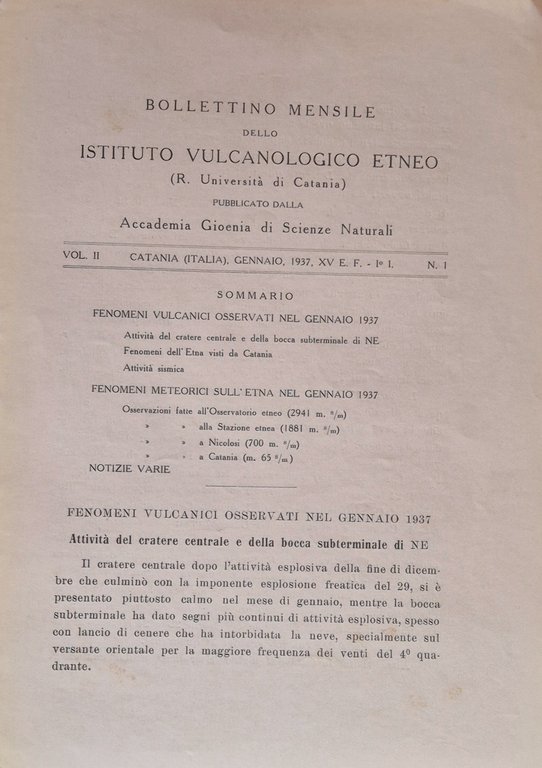 BOLLETTINO MENSILE
DELLO
ISTITUTO VULCANOLOGICO ETNEO
(R. Università di Catania)
PUBBLICATO DALLA
Accademia Gioenia di Scienze Naturali
VOL. II CATANIA (ITALIA), GENNAIO, 1937, XV E. F. - Iº I. N. 1
SOMMARIO
FENOMENI VULCANICI OSSERVATI NEL GENNAIO 1937
Attività del cratere centrale e della bocca subterminale di NE
Fenomeni dell'Etna visti da Catania
Attività sismica
FENOMENI METEORICI SULL'ETNA NEL GENNAIO 1937
Osservazioni fatte all'Osservatorio etneo (2941 m. ˢ/m)
» » alla Stazione etnea (1881 m. ˢ/m)
» » a Nicolosi (700 m. ˢ/m)
» » a Catania (m. 65 ˢ/m)
NOTIZIE VARIE
FENOMENI VULCANICI OSSERVATI NEL GENNAIO 1937
Attività del cratere centrale e della bocca subterminale di NE
Il cratere centrale dopo l'attività esplosiva della fine di dicem-
bre che culminò con la imponente esplosione freatica del 29, si è
presentato piuttosto calmo nel mese di gennaio, mentre la bocca
subterminale ha dato segni più continui di attività esplosiva, spesso
con lancio di cenere che ha intorbidata la neve, specialmente sul
versante orientale per la maggiore frequenza dei venti del 4º qua-
drante.